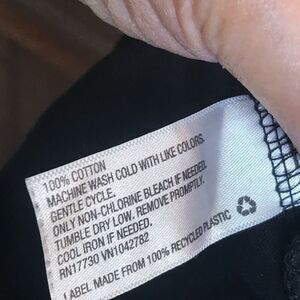 100% COTTON
MACHINE WASH COLD WITH LIKE COLORS.
GENTLE CYCLE.
ONLY NON-CHLORINE BLEACH IF NEEDED.
TUMBLE DRY LOW. REMOVE PROMPTLY.
COOL IRON IF NEEDED.
RN17730 VN1042782
LABEL MADE FROM 100% RECYCLED PLASTIC